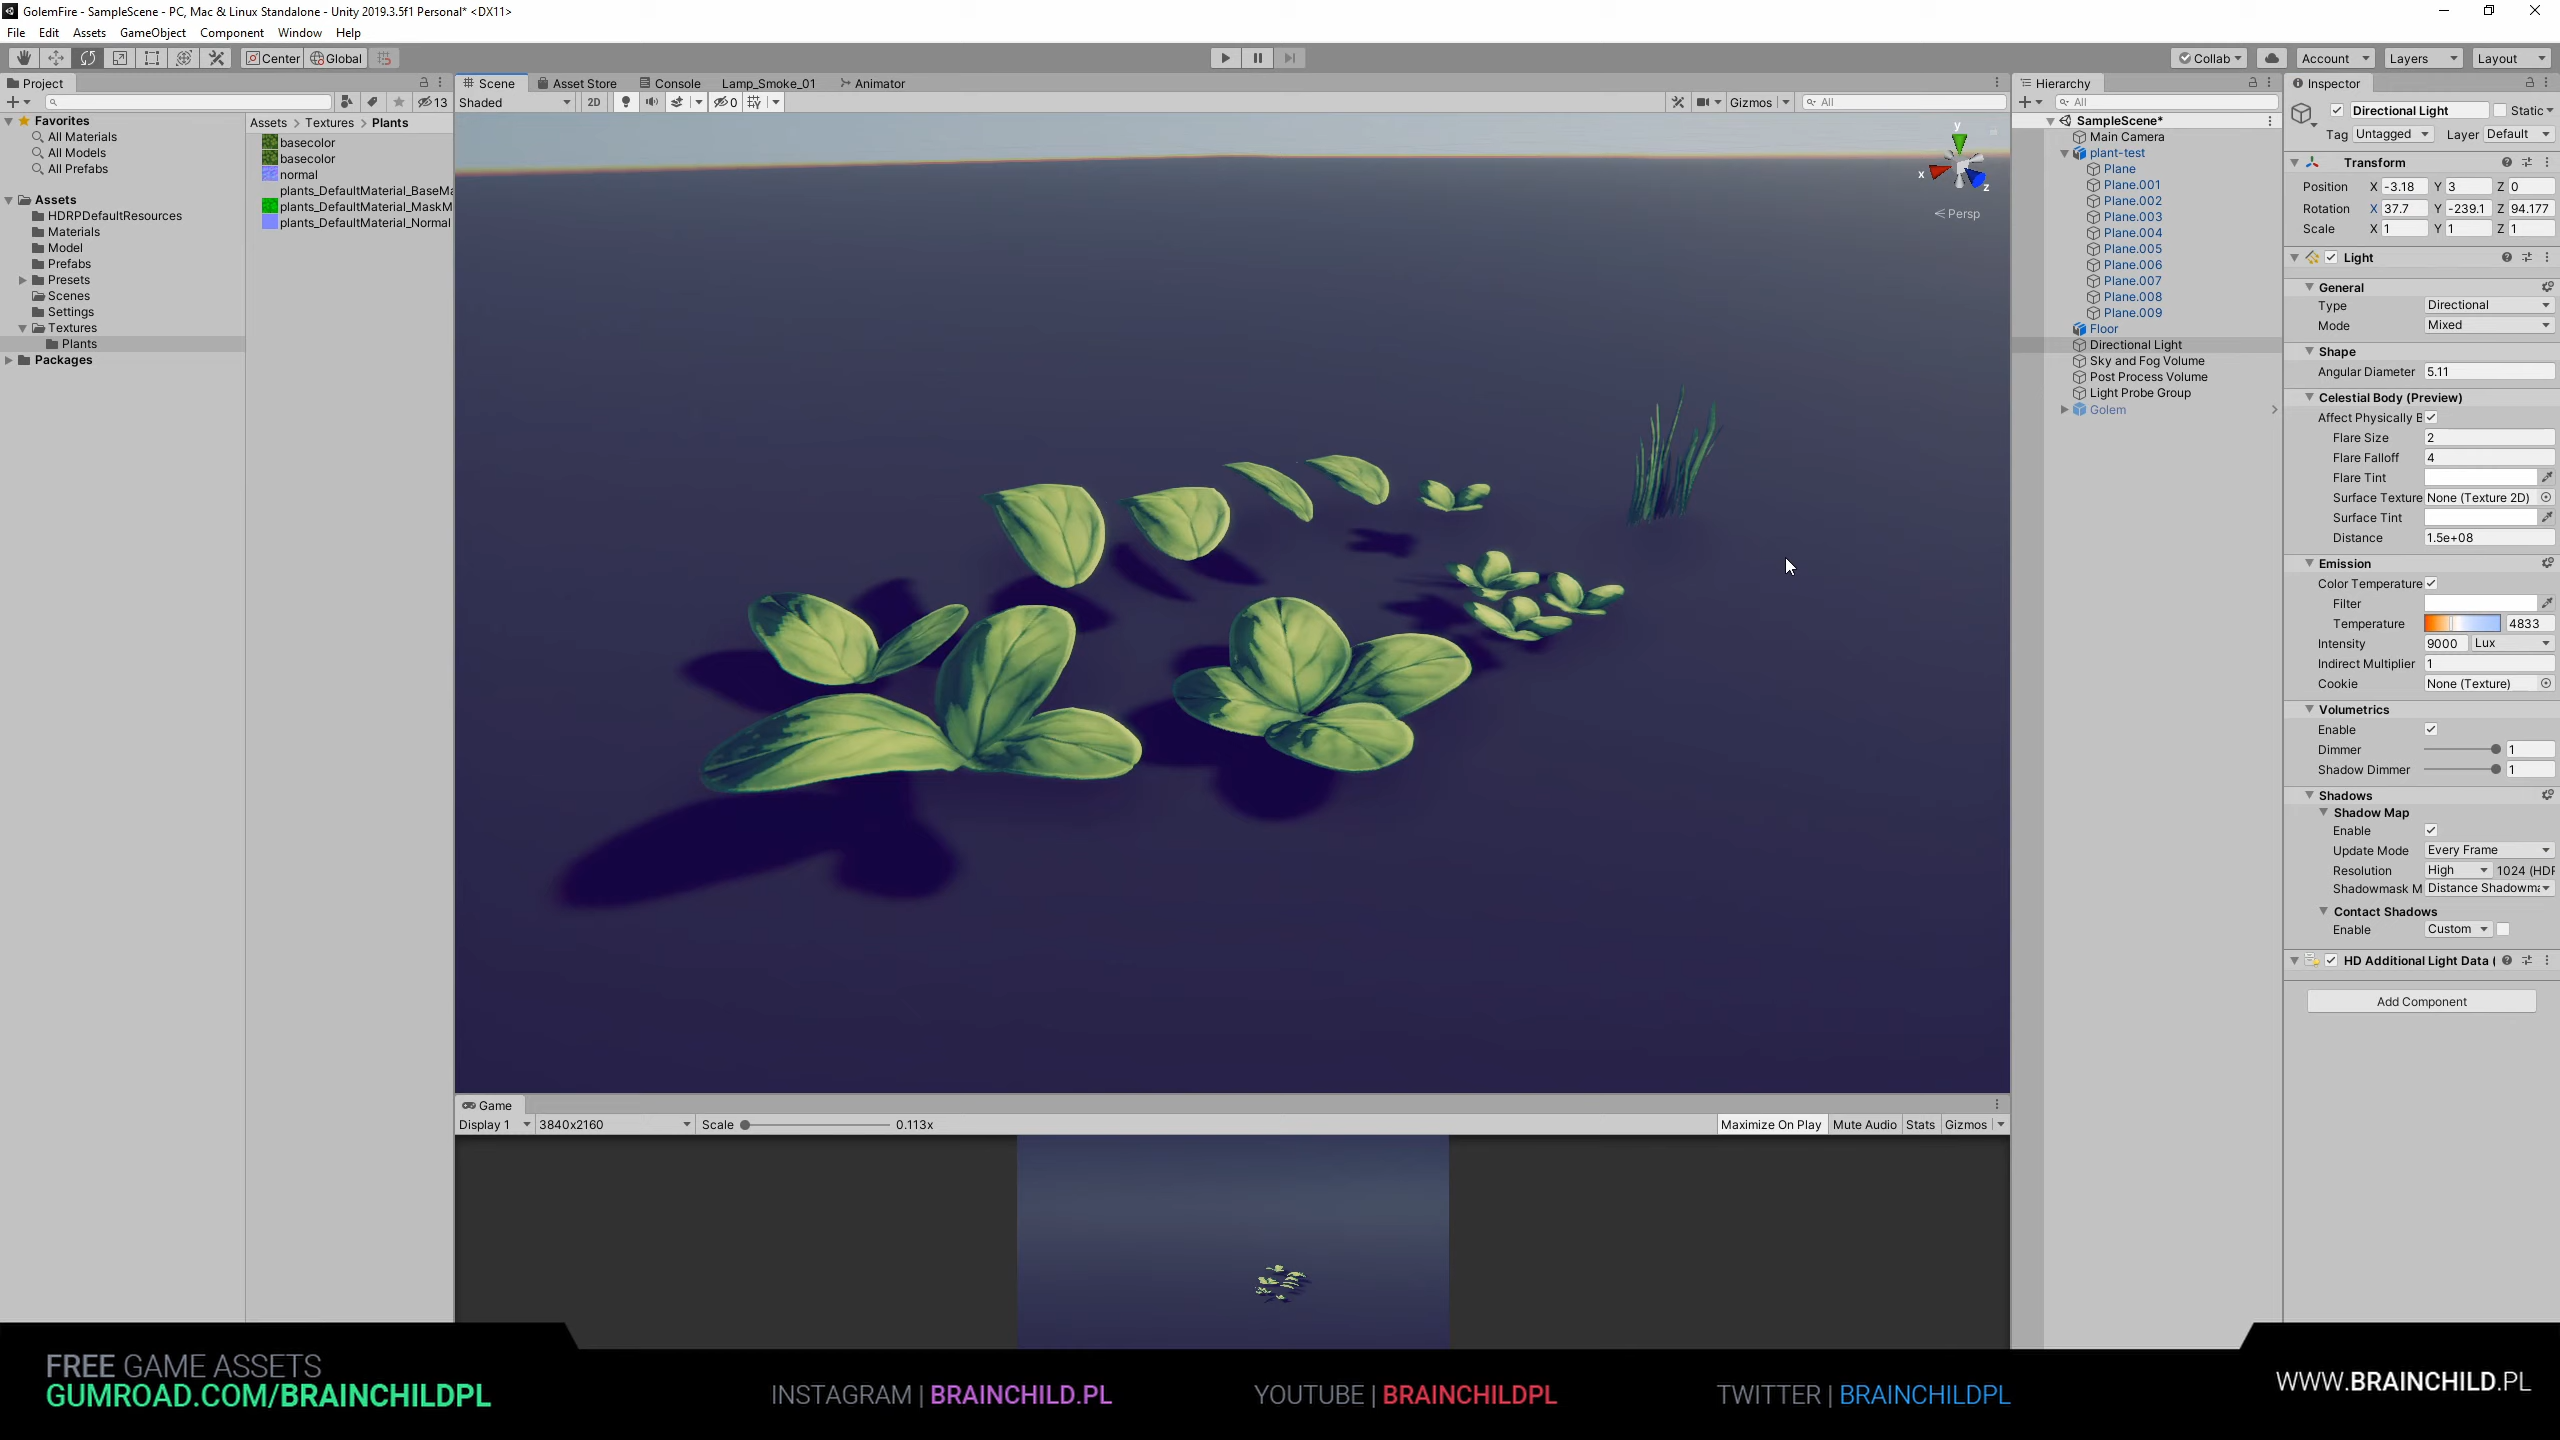 GolemFire - SampleScene - PC, Mac & Linux Standalone - Unity 2019.3.5f1 Personal* <DX11>
File Edit Assets GameObject Component Window Help
Center Global Collab Account Layers Layout
Project
13
Favorites
All Materials
All Models
All Prefabs
Assets
HDRPDefaultResources
Materials
Model
Prefabs
Presets
Scenes
Settings
Textures
Plants
Packages
Assets > Textures > Plants
basecolor
basecolor
normal
plants_DefaultMaterial_BaseMa
plants_DefaultMaterial_MaskM
plants_DefaultMaterial_Normal
Scene Asset Store Console Lamp_Smoke_01 Animator
Shaded 2D 0 Gizmos All
y
x
z
Persp
Game
Display 1 3840x2160 Scale 0.113x Maximize On Play Mute Audio Stats Gizmos
Hierarchy
All
SampleScene*
Main Camera
plant-test
Plane
Plane.001
Plane.002
Plane.003
Plane.004
Plane.005
Plane.006
Plane.007
Plane.008
Plane.009
Floor
Directional Light
Sky and Fog Volume
Post Process Volume
Light Probe Group
Golem
Inspector
Directional Light Static
Tag Untagged Layer Default
Transform
Position X -3.18 Y 3 Z 0
Rotation X 37.7 Y -239.1 Z 94.177
Scale X 1 Y 1 Z 1
Light
General
Type Directional
Mode Mixed
Shape
Angular Diameter 5.11
Celestial Body (Preview)
Affect Physically B
Flare Size 2
Flare Falloff 4
Flare Tint
Surface Texture None (Texture 2D)
Surface Tint
Distance 1.5e+08
Emission
Color Temperature
Filter
Temperature 4833
Intensity 9000 Lux
Indirect Multiplier 1
Cookie None (Texture)
Volumetrics
Enable
Dimmer 1
Shadow Dimmer 1
Shadows
Shadow Map
Enable
Update Mode Every Frame
Resolution High 1024 (HDF
Shadowmask M Distance Shadowma
Contact Shadows
Enable Custom
HD Additional Light Data (
Add Component
FREE GAME ASSETS
GUMROAD.COM/BRAINCHILDPL
INSTAGRAM | BRAINCHILD.PL
YOUTUBE | BRAINCHILDPL
TWITTER | BRAINCHILDPL
WWW.BRAINCHILD.PL